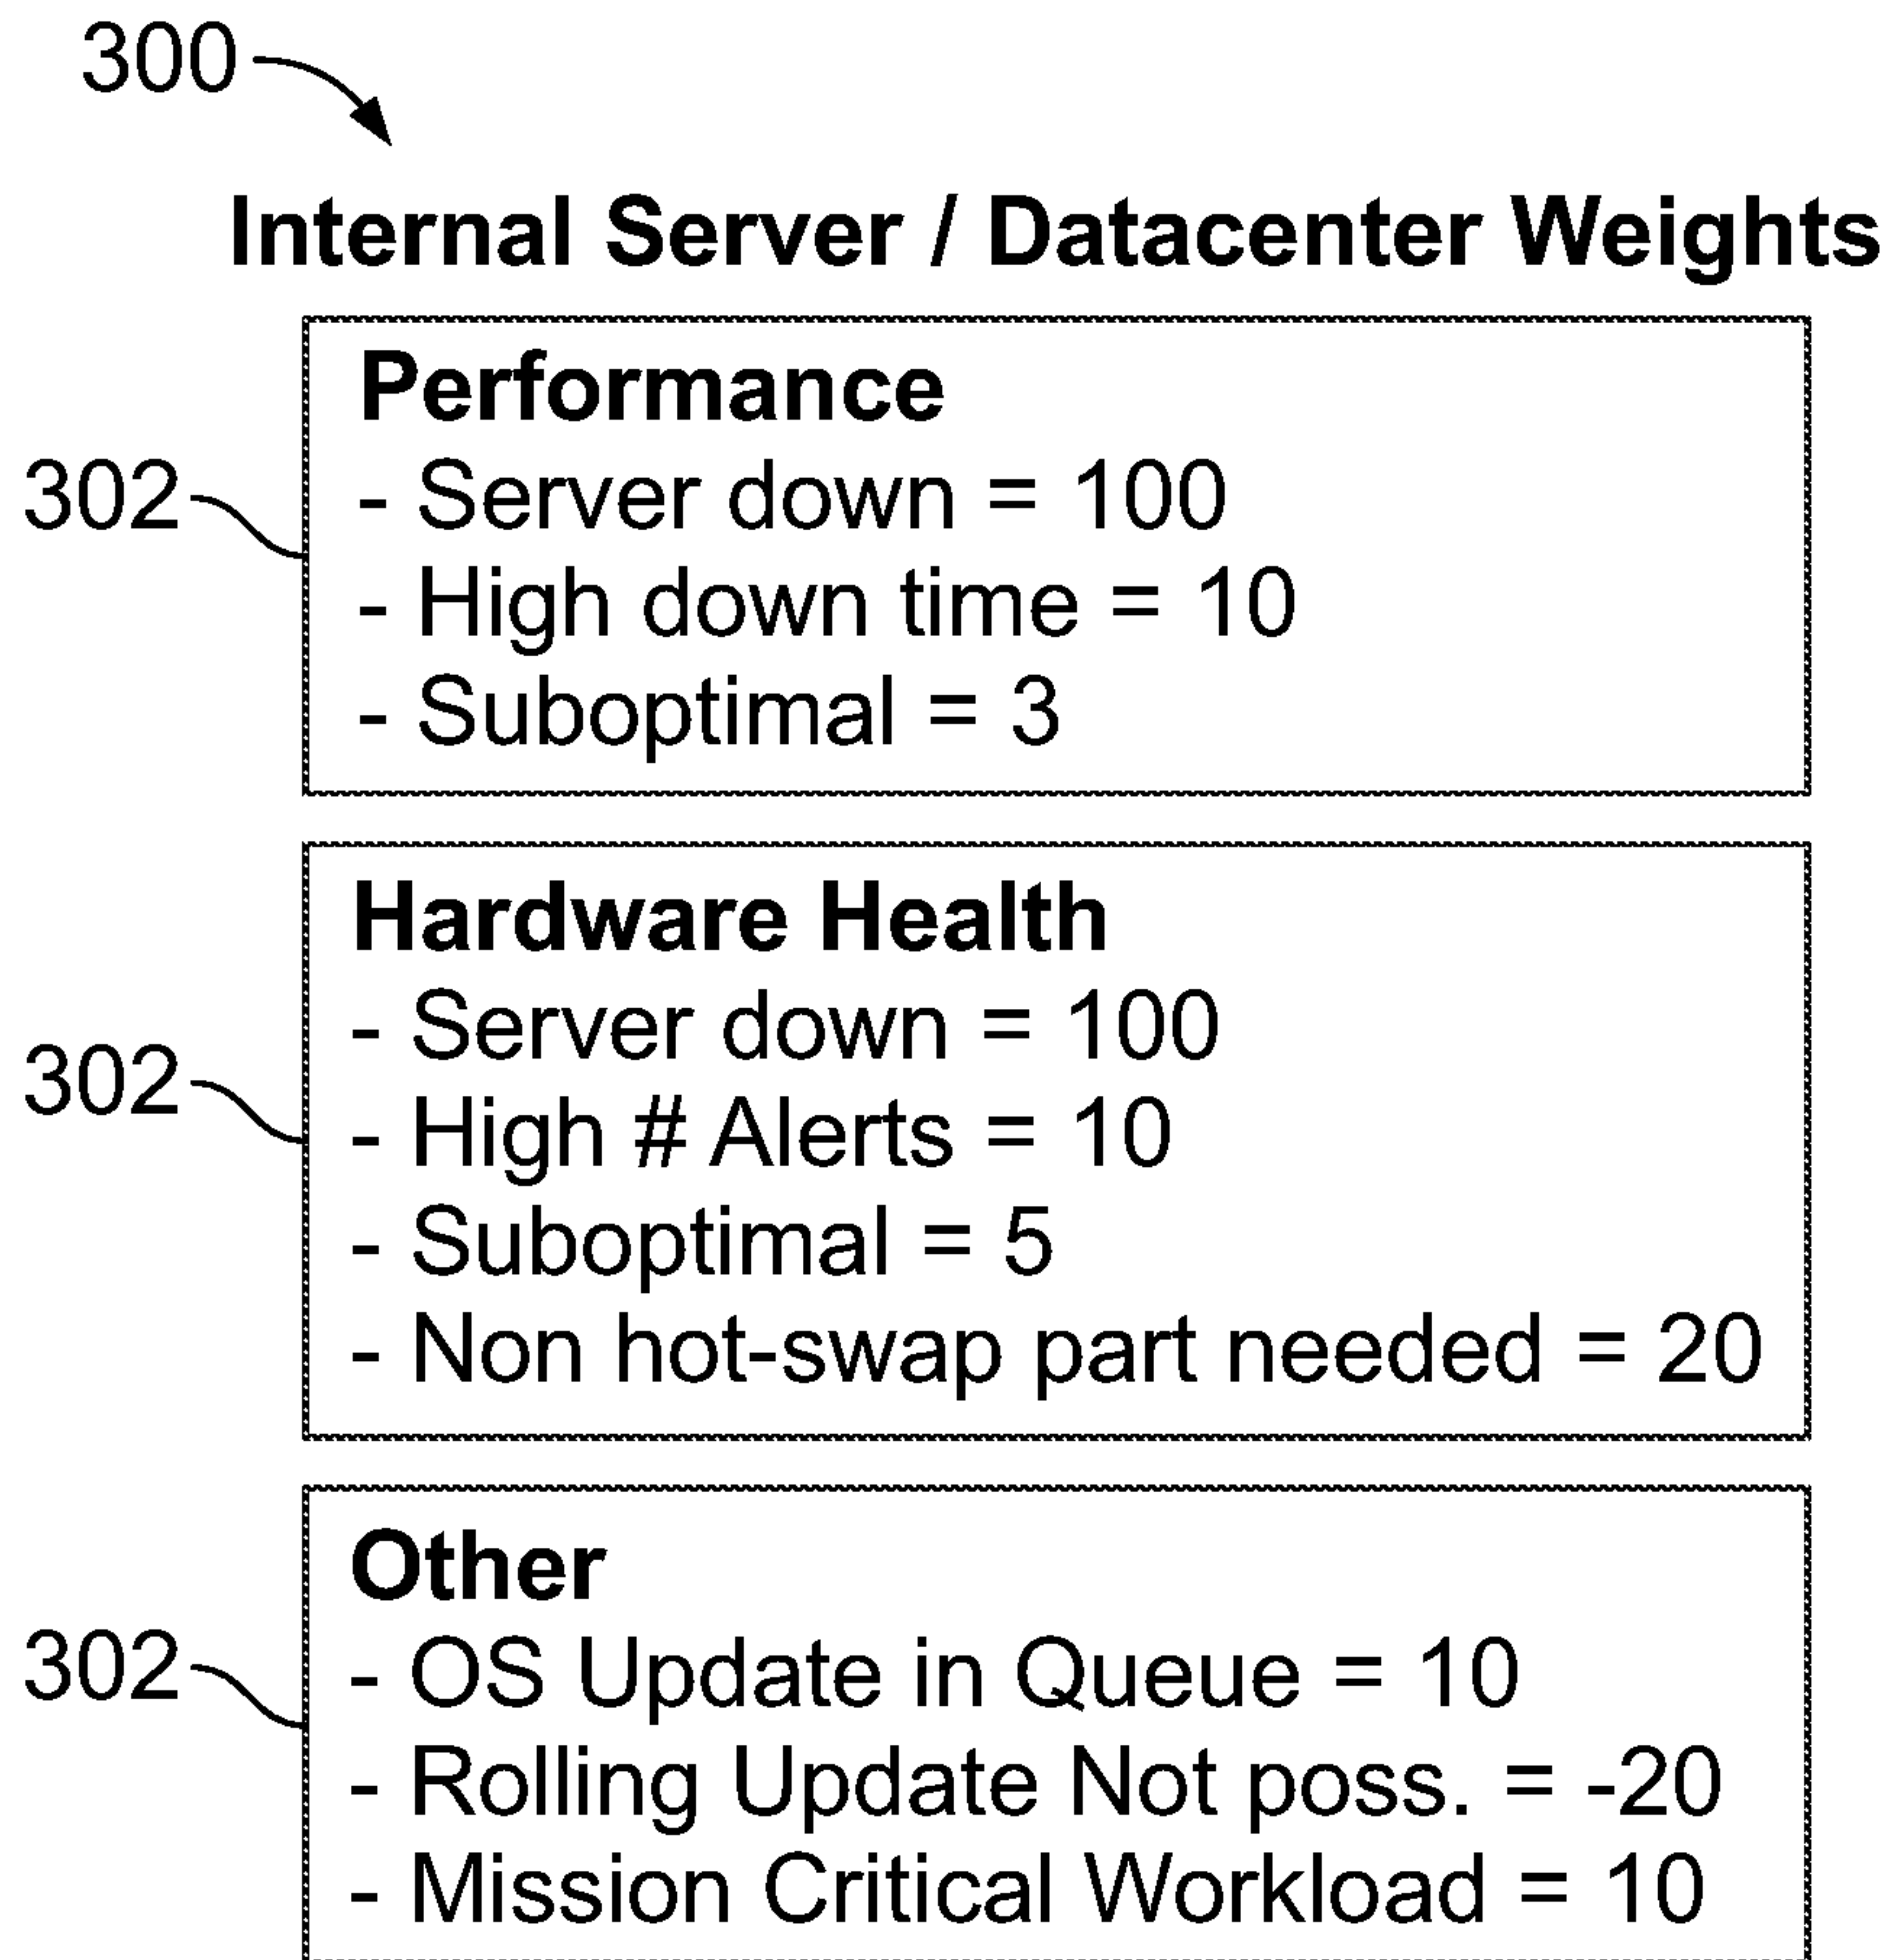 300
Internal Server / Datacenter Weights
302
Performance
- Server down = 100
- High down time = 10
- Suboptimal = 3
302
Hardware Health
- Server down = 100
- High # Alerts = 10
- Suboptimal = 5
- Non hot-swap part needed = 20
302
Other
- OS Update in Queue = 10
- Rolling Update Not poss. = -20
- Mission Critical Workload = 10